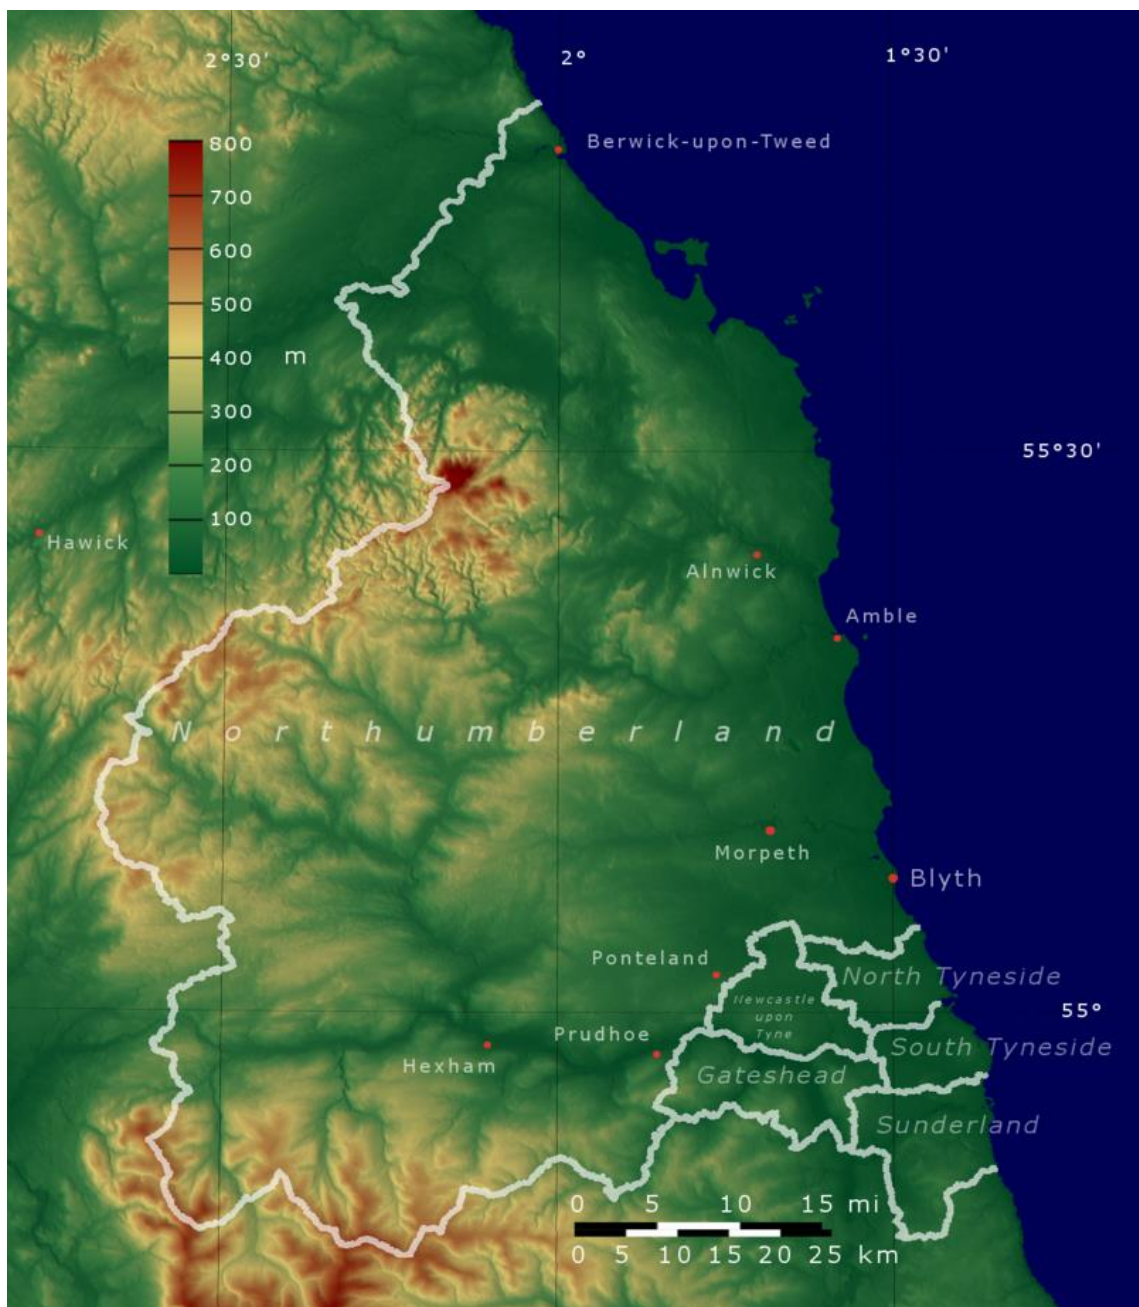 2°30'
2°
1°30'
Berwick-upon-Tweed
800
700
600
500
400 m
300
200
100
55°30'
Hawick
Alnwick
Amble
Northumberland
Morpeth
Blyth
Ponteland
North Tyneside
Newcastle
upon
Tyne
55°
Prudhoe
South Tyneside
Hexham
Gateshead
Sunderland
0 5 10 15 mi
0 5 10 15 20 25 km